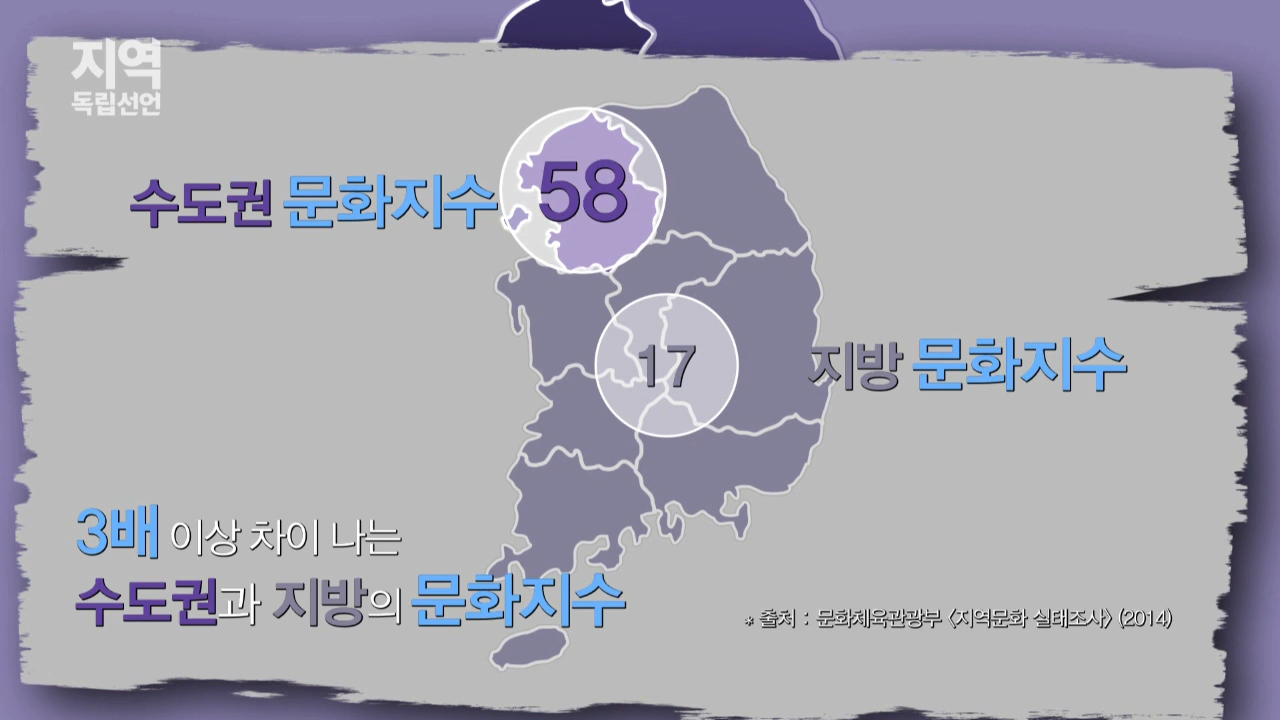 지역
독립선언
수도권 문화지수
58
17
지방 문화지수
3배 이상 차이 나는
수도권과 지방의 문화지수
* 출처 : 문화체육관광부 <지역문화 실태조사> (2014)